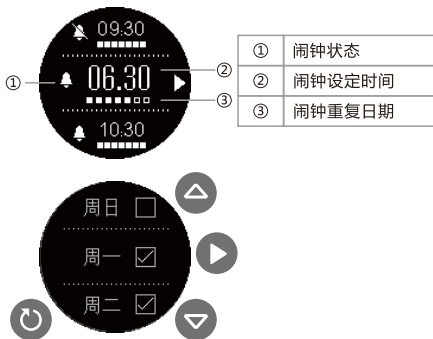 09:30
① 06.30 ②
③
10:30
① 闹钟状态
② 闹钟设定时间
③ 闹钟重复日期
周日
周一
周二